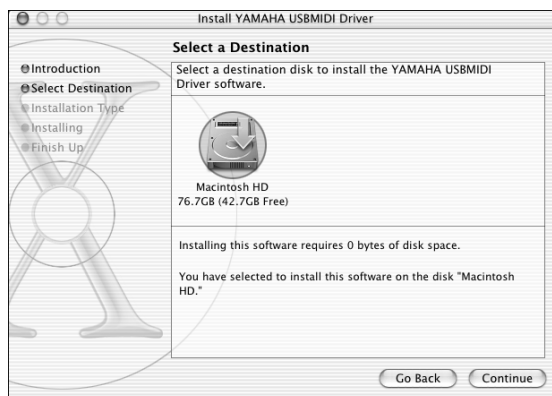 Install YAMAHA USBMIDI Driver
Select a Destination
Introduction
Select Destination
Installation Type
Installing
Finish Up
Select a destination disk to install the YAMAHA USBMIDI
Driver software.
Macintosh HD
76.7GB (42.7GB Free)
Installing this software requires 0 bytes of disk space.
You have selected to install this software on the disk "Macintosh
HD."
Go Back
Continue